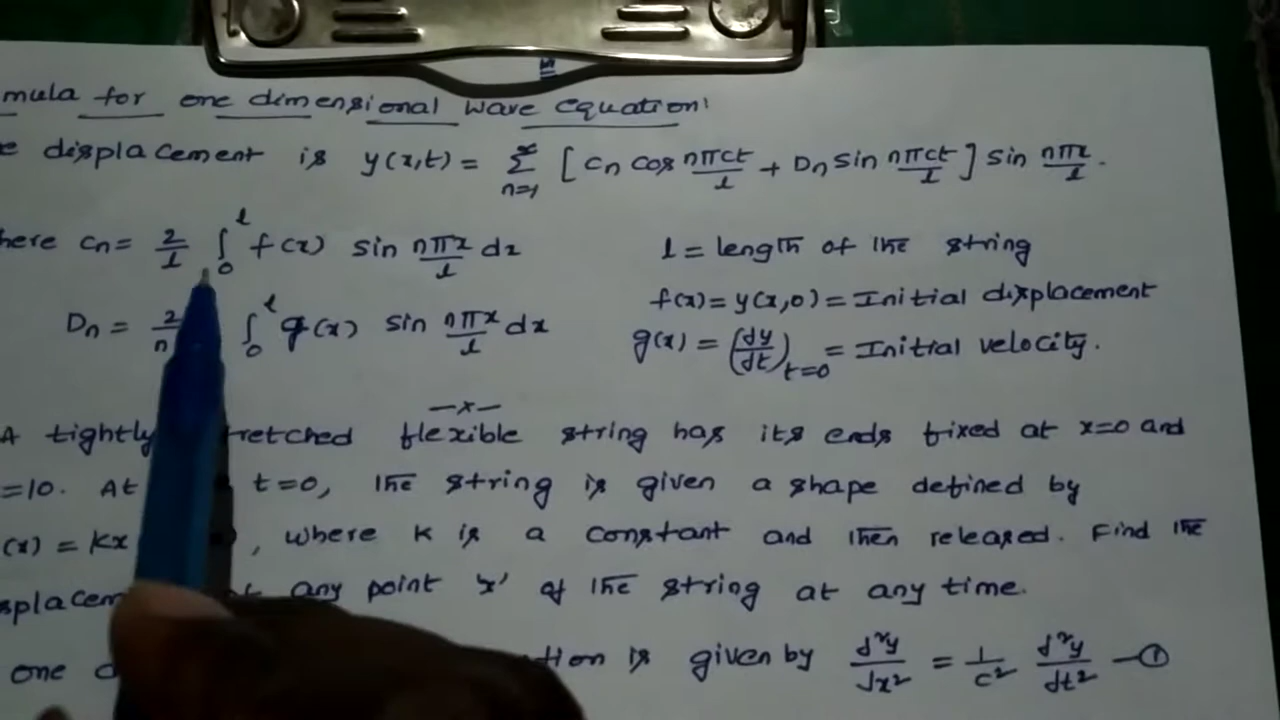 mula for one dimensional wave equation:
e displacement is y(x,t) = ∑_{n=1}^{∞} [Cn cos nπct/l + Dn sin nπct/l] sin nπx/l.
here Cn = 2/l ∫_0^l f(x) sin nπx/l dx
l = length of the string
f(x) = y(x,0) = Initial displacement
Dn = 2/n ∫_0^l g(x) sin nπx/l dx
g(x) = (dy/dt)_{t=0} = Initial velocity.
—x—
A tightly retched flexible string has its ends fixed at x=0 and
=10. At t=0, the string is given a shape defined by
(x) = Kx , where K is a constant and then released. Find the
splacem any point 'x' of the string at any time.
one d tion is given by d²y/dx² = 1/c² d²y/dt² —①